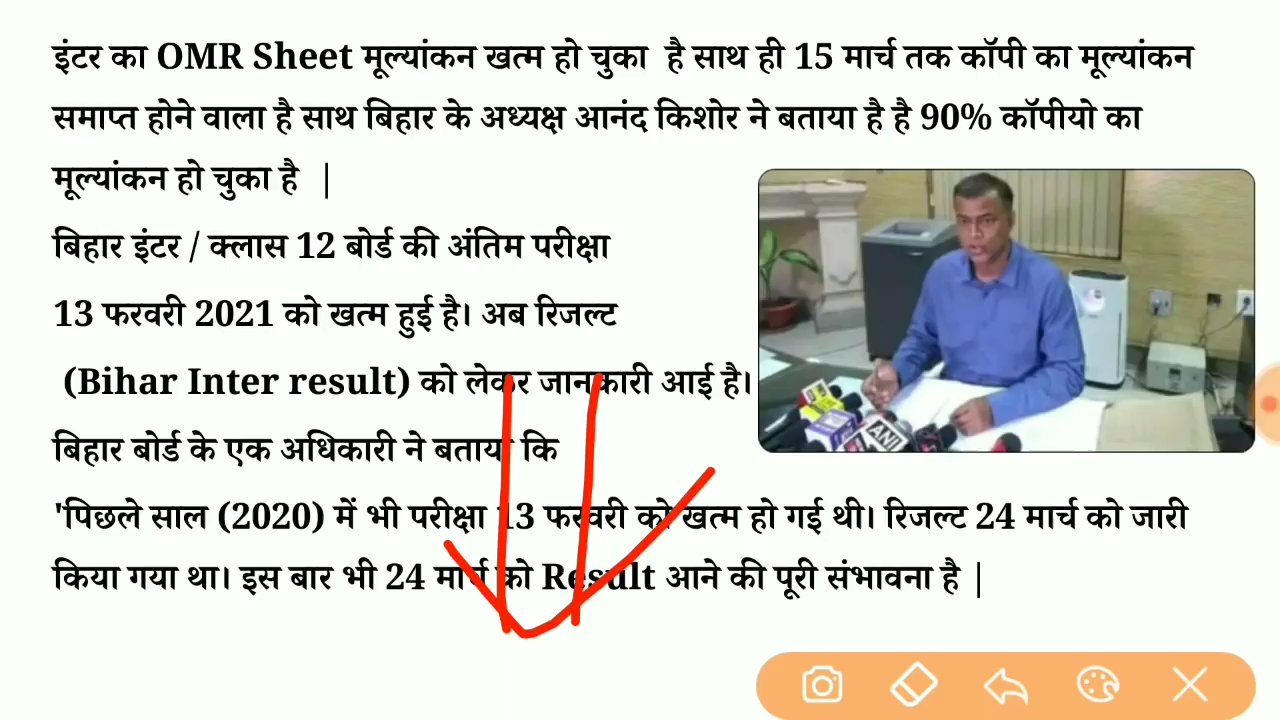 इंटर का OMR Sheet मूल्यांकन खत्म हो चुका है साथ ही 15 मार्च तक कॉपी का मूल्यांकन
समाप्त होने वाला है साथ बिहार के अध्यक्ष आनंद किशोर ने बताया है है 90% कॉपीयो का
मूल्यांकन हो चुका है |
बिहार इंटर / क्लास 12 बोर्ड की अंतिम परीक्षा
13 फरवरी 2021 को खत्म हुई है। अब रिजल्ट
(Bihar Inter result) को लेकर जानकारी आई है।
बिहार बोर्ड के एक अधिकारी ने बताया कि
'पिछले साल (2020) में भी परीक्षा 13 फरवरी को खत्म हो गई थी। रिजल्ट 24 मार्च को जारी
किया गया था। इस बार भी 24 मार्च को Result आने की पूरी संभावना है |
ANI